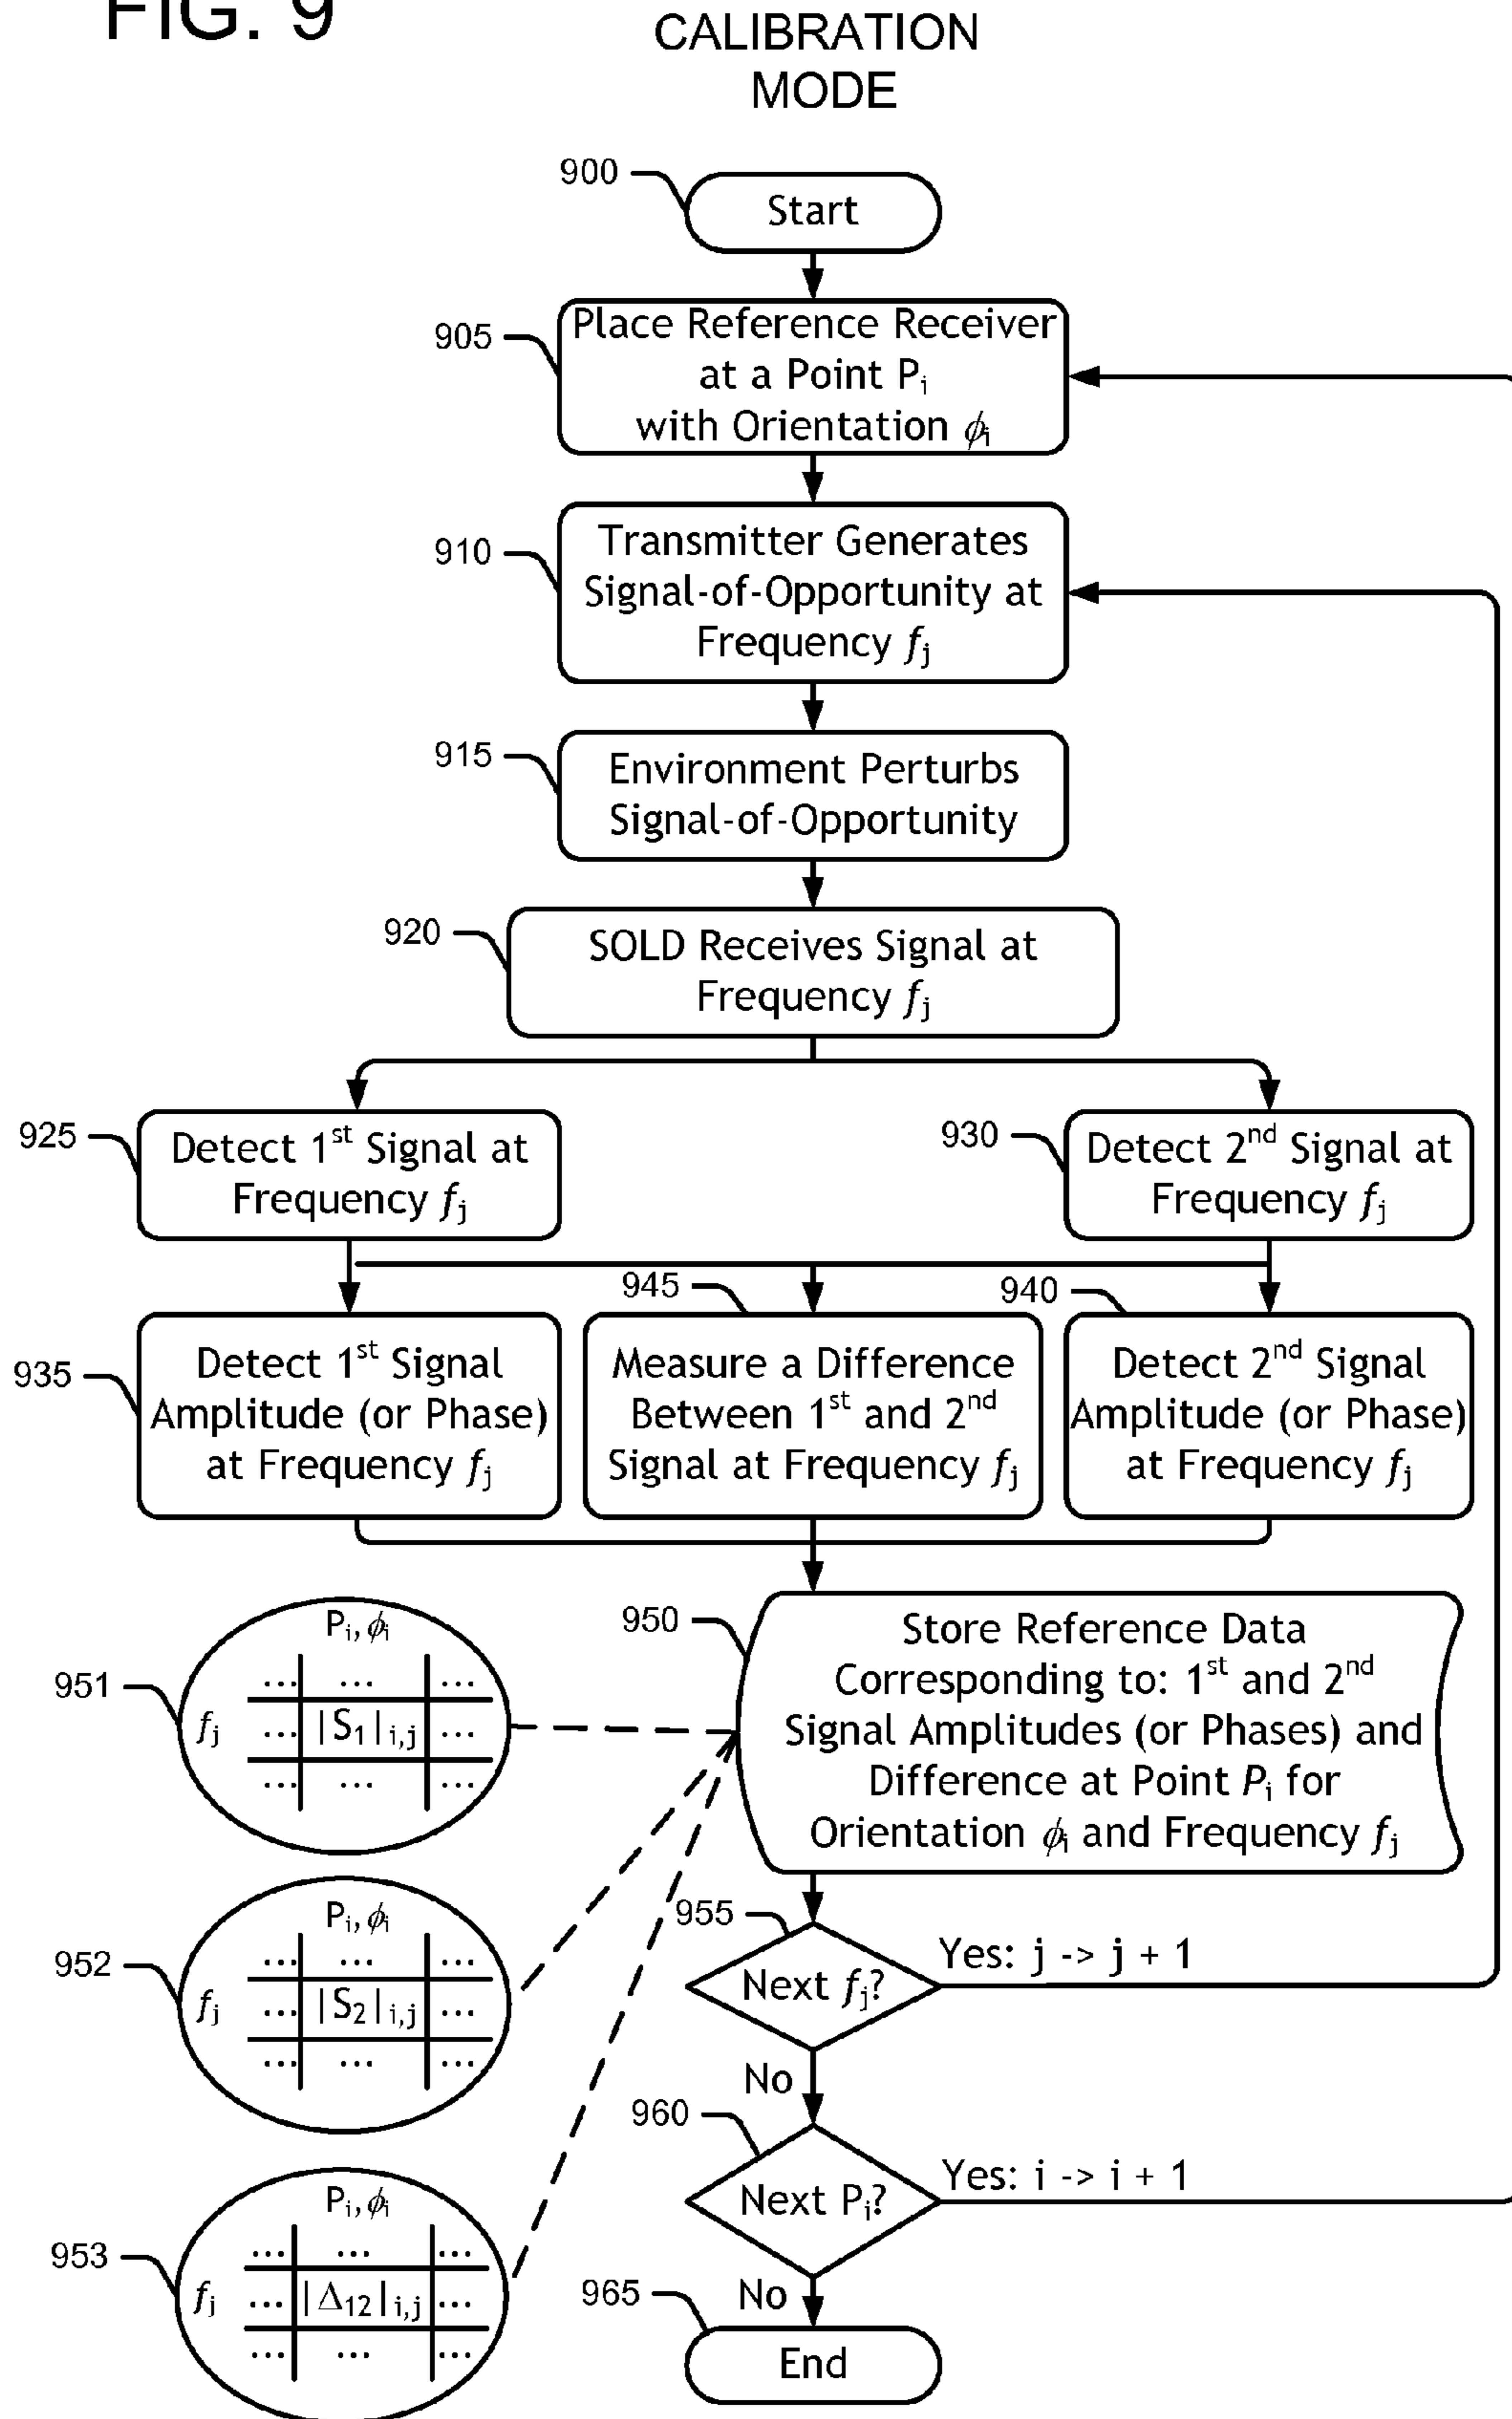 FIG. 9
CALIBRATION
MODE
900
Start
905
Place Reference Receiver
at a Point Pi
with Orientation ϕi
910
Transmitter Generates
Signal-of-Opportunity at
Frequency fj
915
Environment Perturbs
Signal-of-Opportunity
920
SOLD Receives Signal at
Frequency fj
925
Detect 1st Signal at
Frequency fj
930
Detect 2nd Signal at
Frequency fj
935
Detect 1st Signal
Amplitude (or Phase)
at Frequency fj
945
Measure a Difference
Between 1st and 2nd
Signal at Frequency fj
940
Detect 2nd Signal
Amplitude (or Phase)
at Frequency fj
950
Store Reference Data
Corresponding to: 1st and 2nd
Signal Amplitudes (or Phases) and
Difference at Point Pi for
Orientation ϕi and Frequency fj
951
Pi, ϕi
... ... ...
fj ... |S1|i,j ...
... ... ...
952
Pi, ϕi
... ... ...
fj ... |S2|i,j ...
... ... ...
953
Pi, ϕi
... ... ...
fj ... |Δ12|i,j ...
... ... ...
955
Next fj?
Yes: j -> j + 1
No
960
Next Pi?
Yes: i -> i + 1
No
965
End